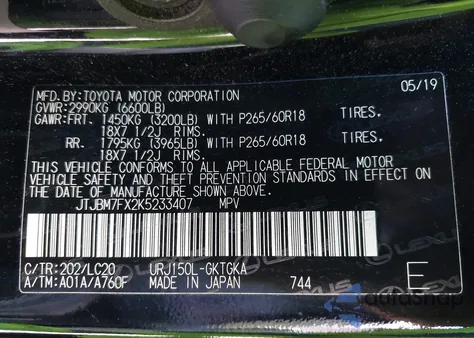 MFD.BY:TOYOTA MOTOR CORPORATION 05/19
GVWR:2990KG (6600LB)
GAWR:FRT. 1450KG (3200LB) WITH P265/60R18 TIRES.
18X7 1/2J RIMS.
RR. 1795KG (3965LB) WITH P265/60R18 TIRES.
18X7 1/2J RIMS.
THIS VEHICLE CONFORMS TO ALL APPLICABLE FEDERAL MOTOR
VEHICLE SAFETY AND THEFT PREVENTION STANDARDS IN EFFECT ON
THE DATE OF MANUFACTURE SHOWN ABOVE.
JTJBM7FX2K5233407 MPV
C/TR:202/LC20 URJ150L-GKTGKA
A/TM:A01A/A760F MADE IN JAPAN 744 E
LEXUS
autosnap